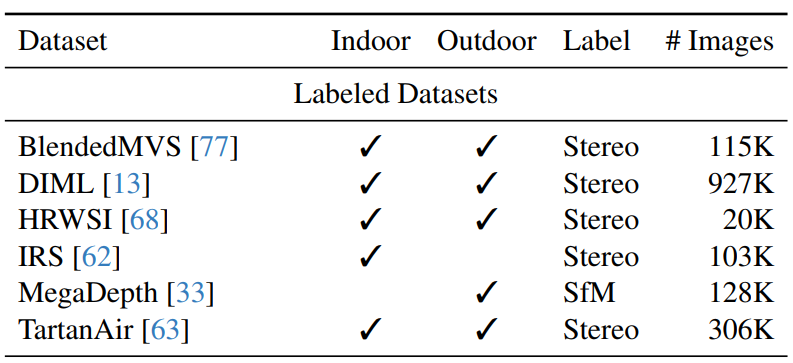 Dataset Indoor Outdoor Label # Images
Labeled Datasets
BlendedMVS [77] ✓ ✓ Stereo 115K
DIML [13] ✓ ✓ Stereo 927K
HRWSI [68] ✓ ✓ Stereo 20K
IRS [62] ✓ Stereo 103K
MegaDepth [33] ✓ SfM 128K
TartanAir [63] ✓ ✓ Stereo 306K